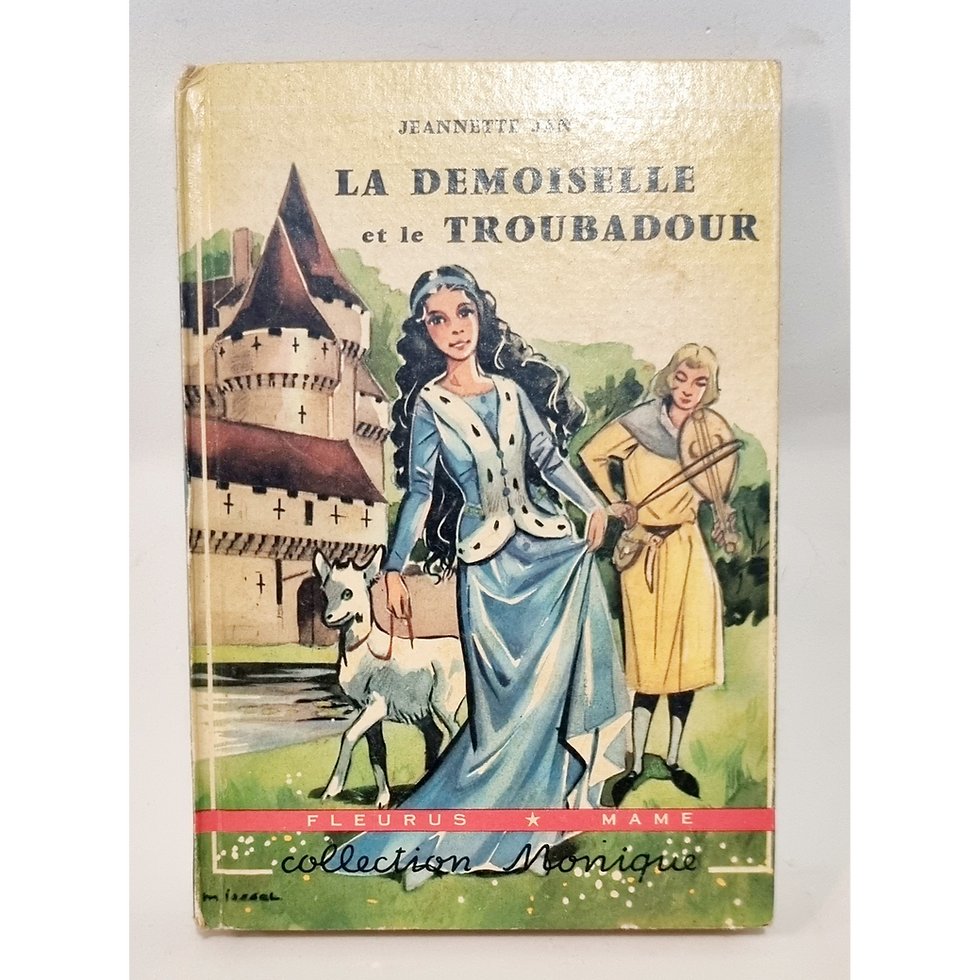 JEANNETTE JAN
LA DEMOISELLE
et le TROUBADOUR
FLEURUS ★ MAME
collection Monique